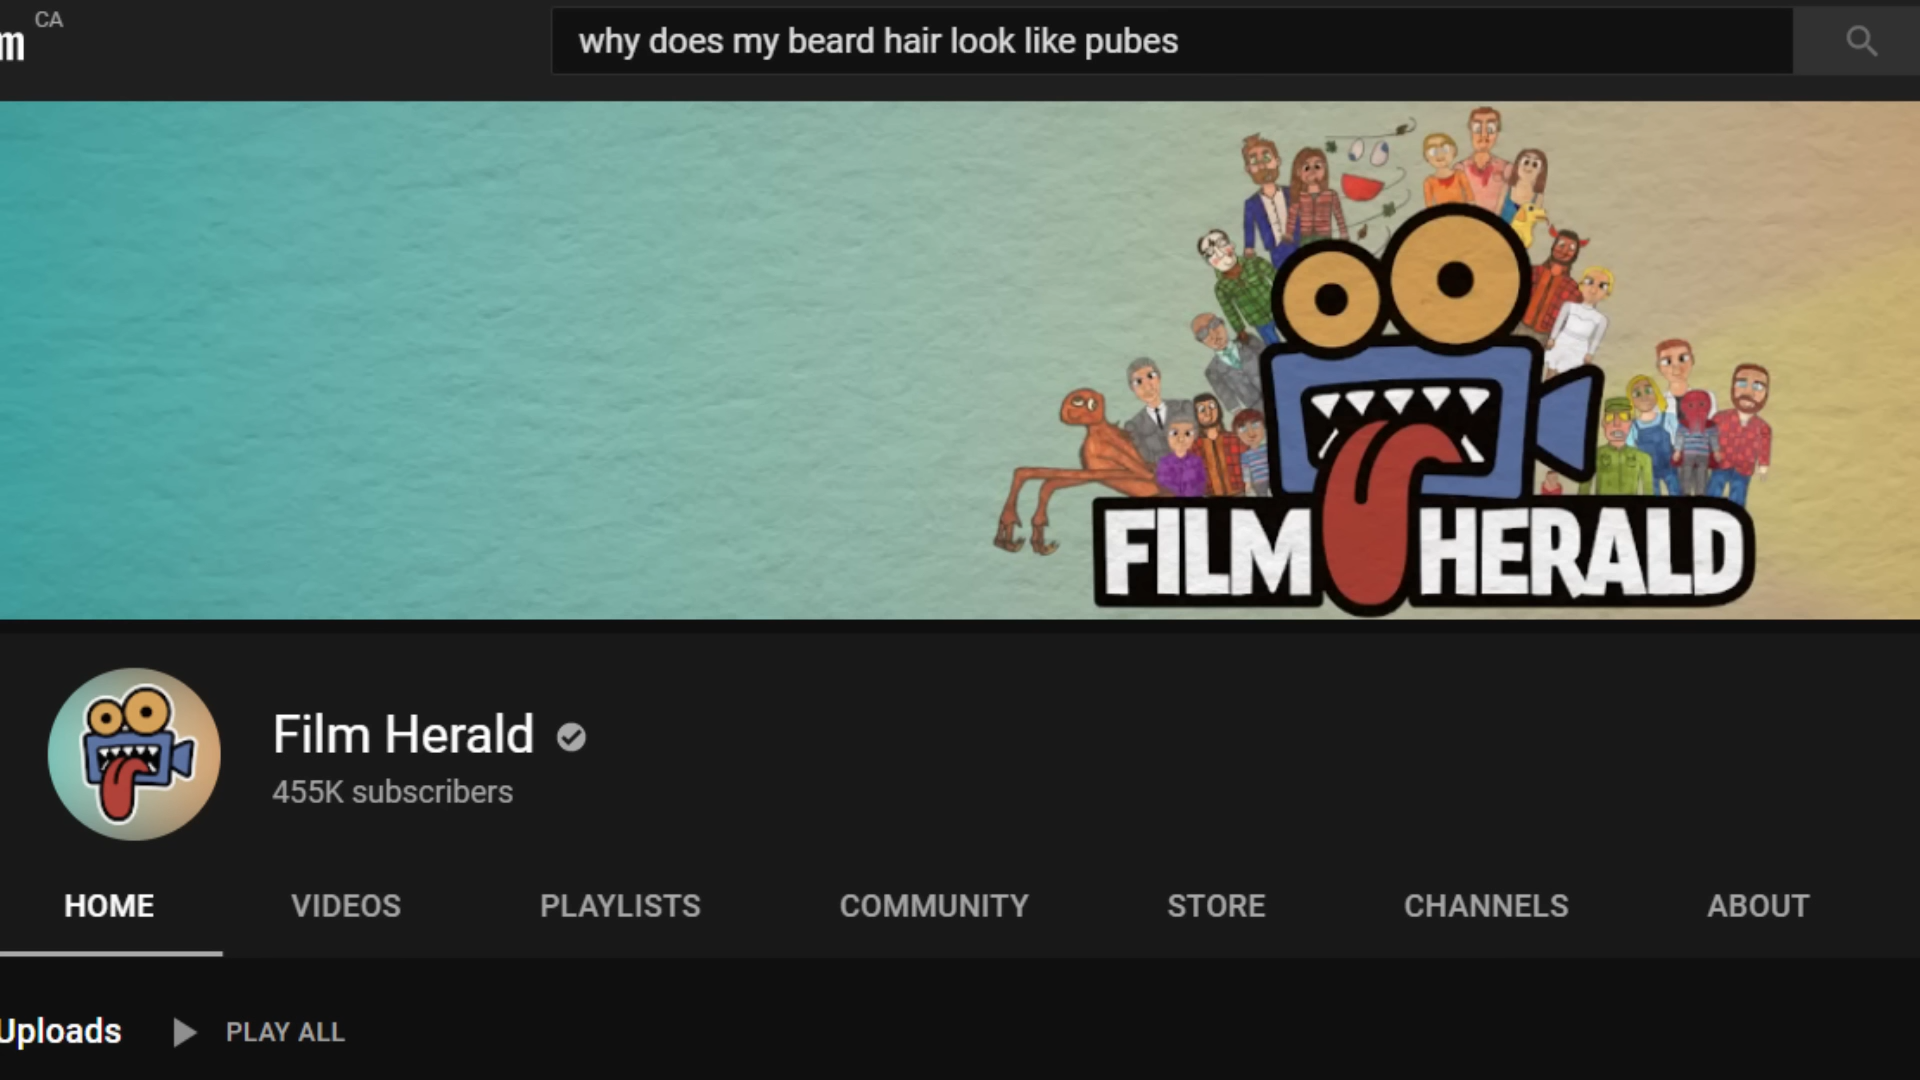 m CA
why does my beard hair look like pubes
FILM HERALD
Film Herald
455K subscribers
HOME VIDEOS PLAYLISTS COMMUNITY STORE CHANNELS ABOUT
Uploads PLAY ALL